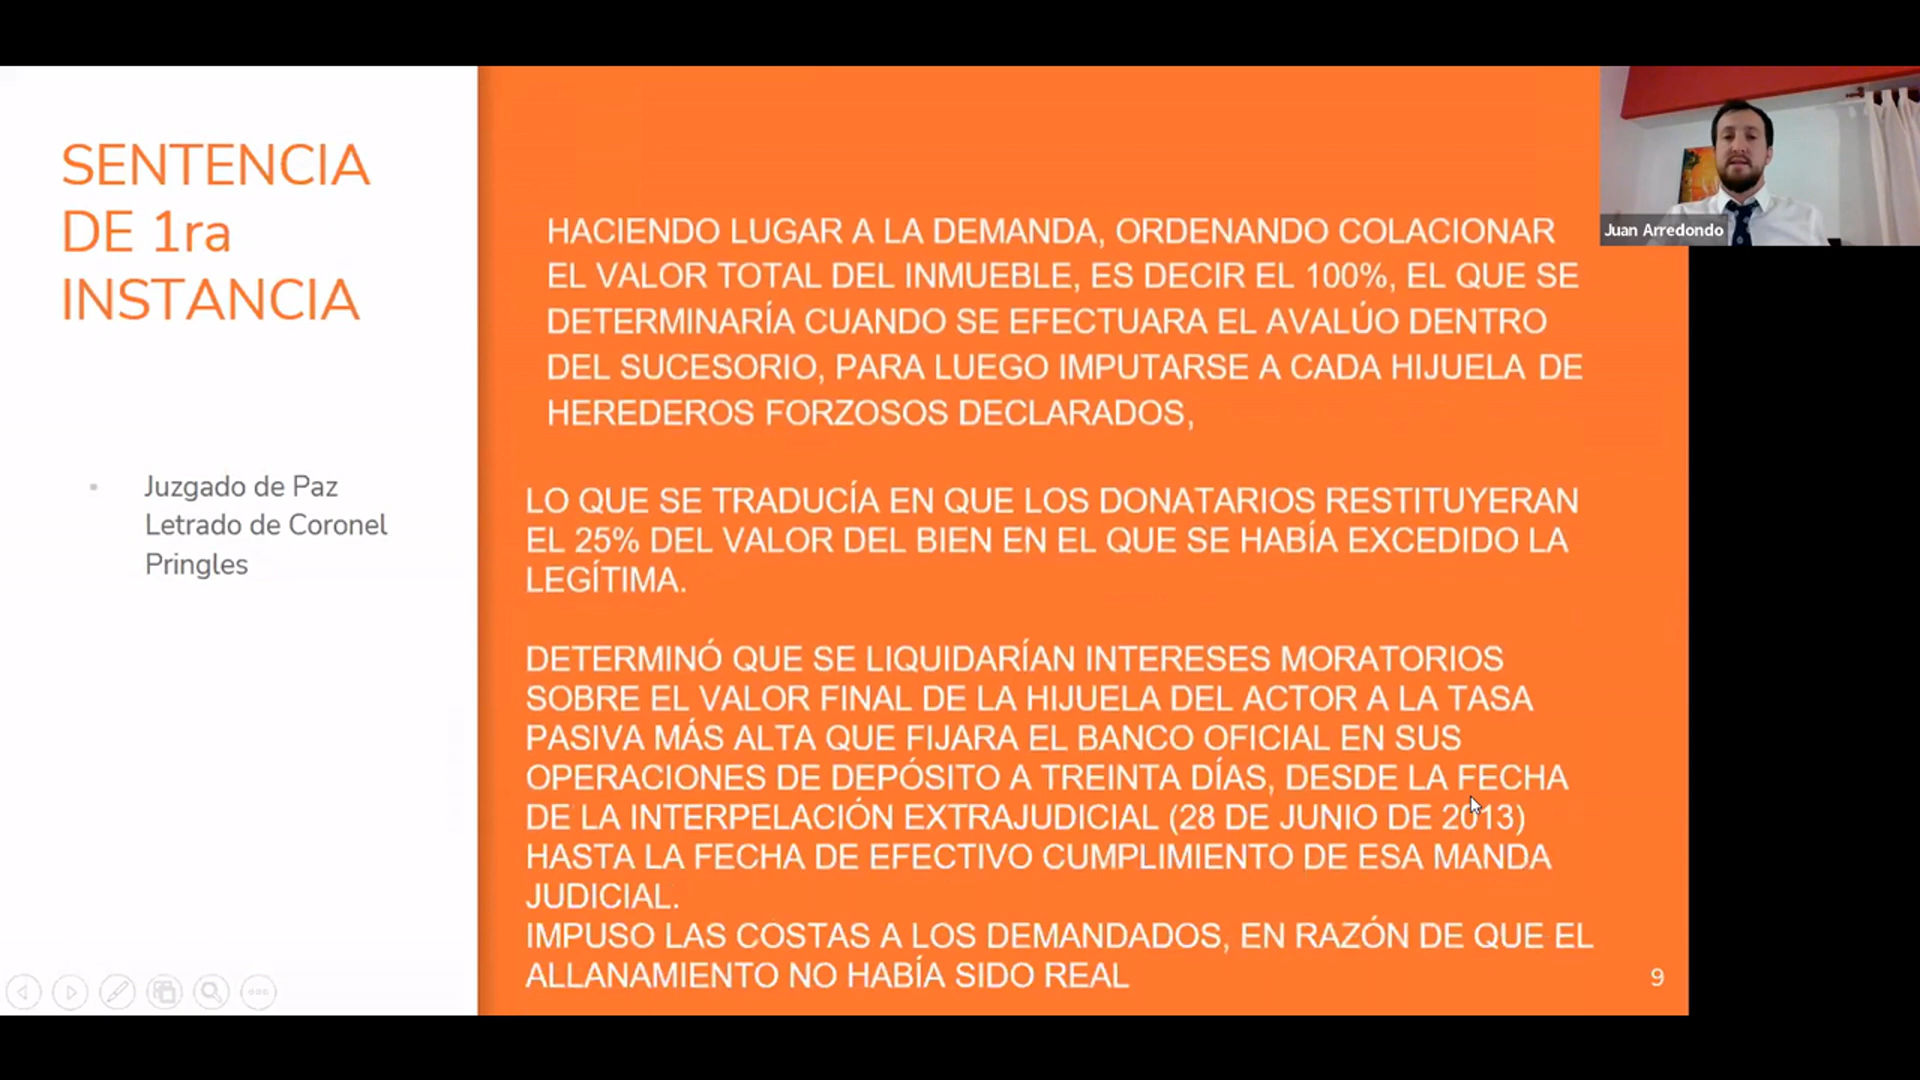 SENTENCIA
DE 1ra
INSTANCIA
Juzgado de Paz
Letrado de Coronel
Pringles
HACIENDO LUGAR A LA DEMANDA, ORDENANDO COLACIONAR
EL VALOR TOTAL DEL INMUEBLE, ES DECIR EL 100%, EL QUE SE
DETERMINARÍA CUANDO SE EFECTUARA EL AVALÚO DENTRO
DEL SUCESORIO, PARA LUEGO IMPUTARSE A CADA HIJUELA DE
HEREDEROS FORZOSOS DECLARADOS,
LO QUE SE TRADUCÍA EN QUE LOS DONATARIOS RESTITUYERAN
EL 25% DEL VALOR DEL BIEN EN EL QUE SE HABÍA EXCEDIDO LA
LEGÍTIMA.
DETERMINÓ QUE SE LIQUIDARÍAN INTERESES MORATORIOS
SOBRE EL VALOR FINAL DE LA HIJUELA DEL ACTOR A LA TASA
PASIVA MÁS ALTA QUE FIJARA EL BANCO OFICIAL EN SUS
OPERACIONES DE DEPÓSITO A TREINTA DÍAS, DESDE LA FECHA
DE LA INTERPELACIÓN EXTRAJUDICIAL (28 DE JUNIO DE 2013)
HASTA LA FECHA DE EFECTIVO CUMPLIMIENTO DE ESA MANDA
JUDICIAL.
IMPUSO LAS COSTAS A LOS DEMANDADOS, EN RAZÓN DE QUE EL
ALLANAMIENTO NO HABÍA SIDO REAL
9
Juan Arredondo